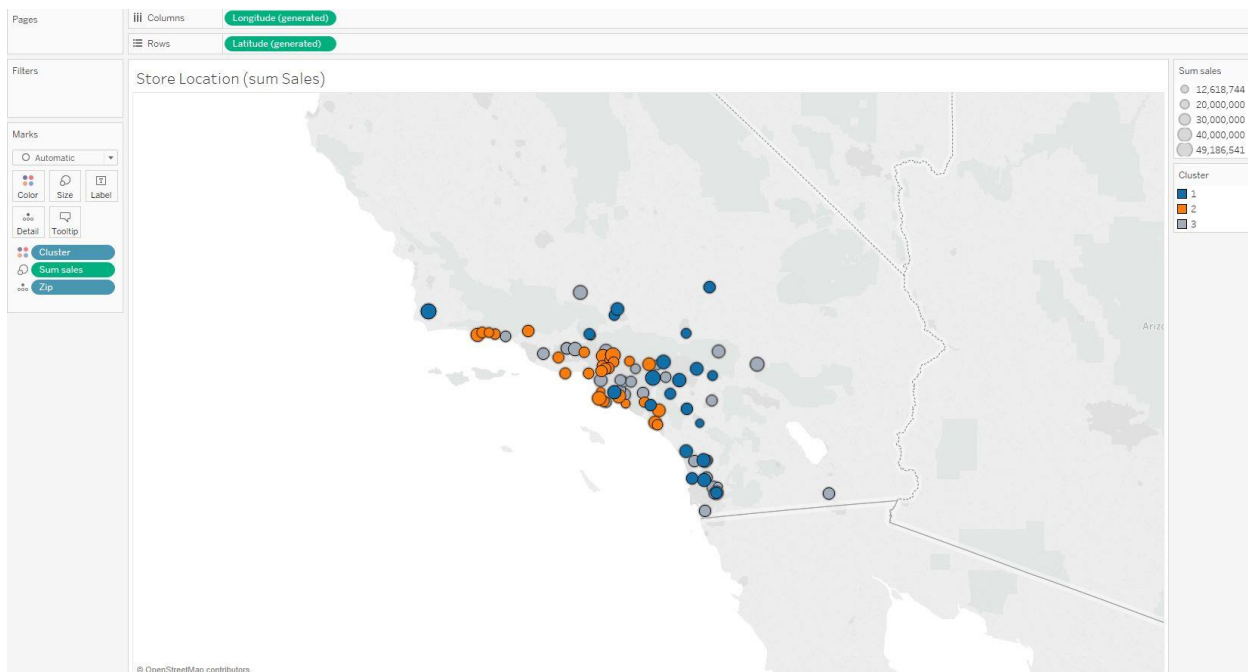 Pages
iii Columns
Longitude (generated)
Rows
Latitude (generated)
Filters
Store Location (sum Sales)
Marks
Automatic
Color
Size
Label
T
Detail
Tooltip
Cluster
Sum sales
Zip
Sum sales
12,618,744
20,000,000
30,000,000
40,000,000
49,186,541
Cluster
1
2
3
Arizo
© OpenStreetMap contributors